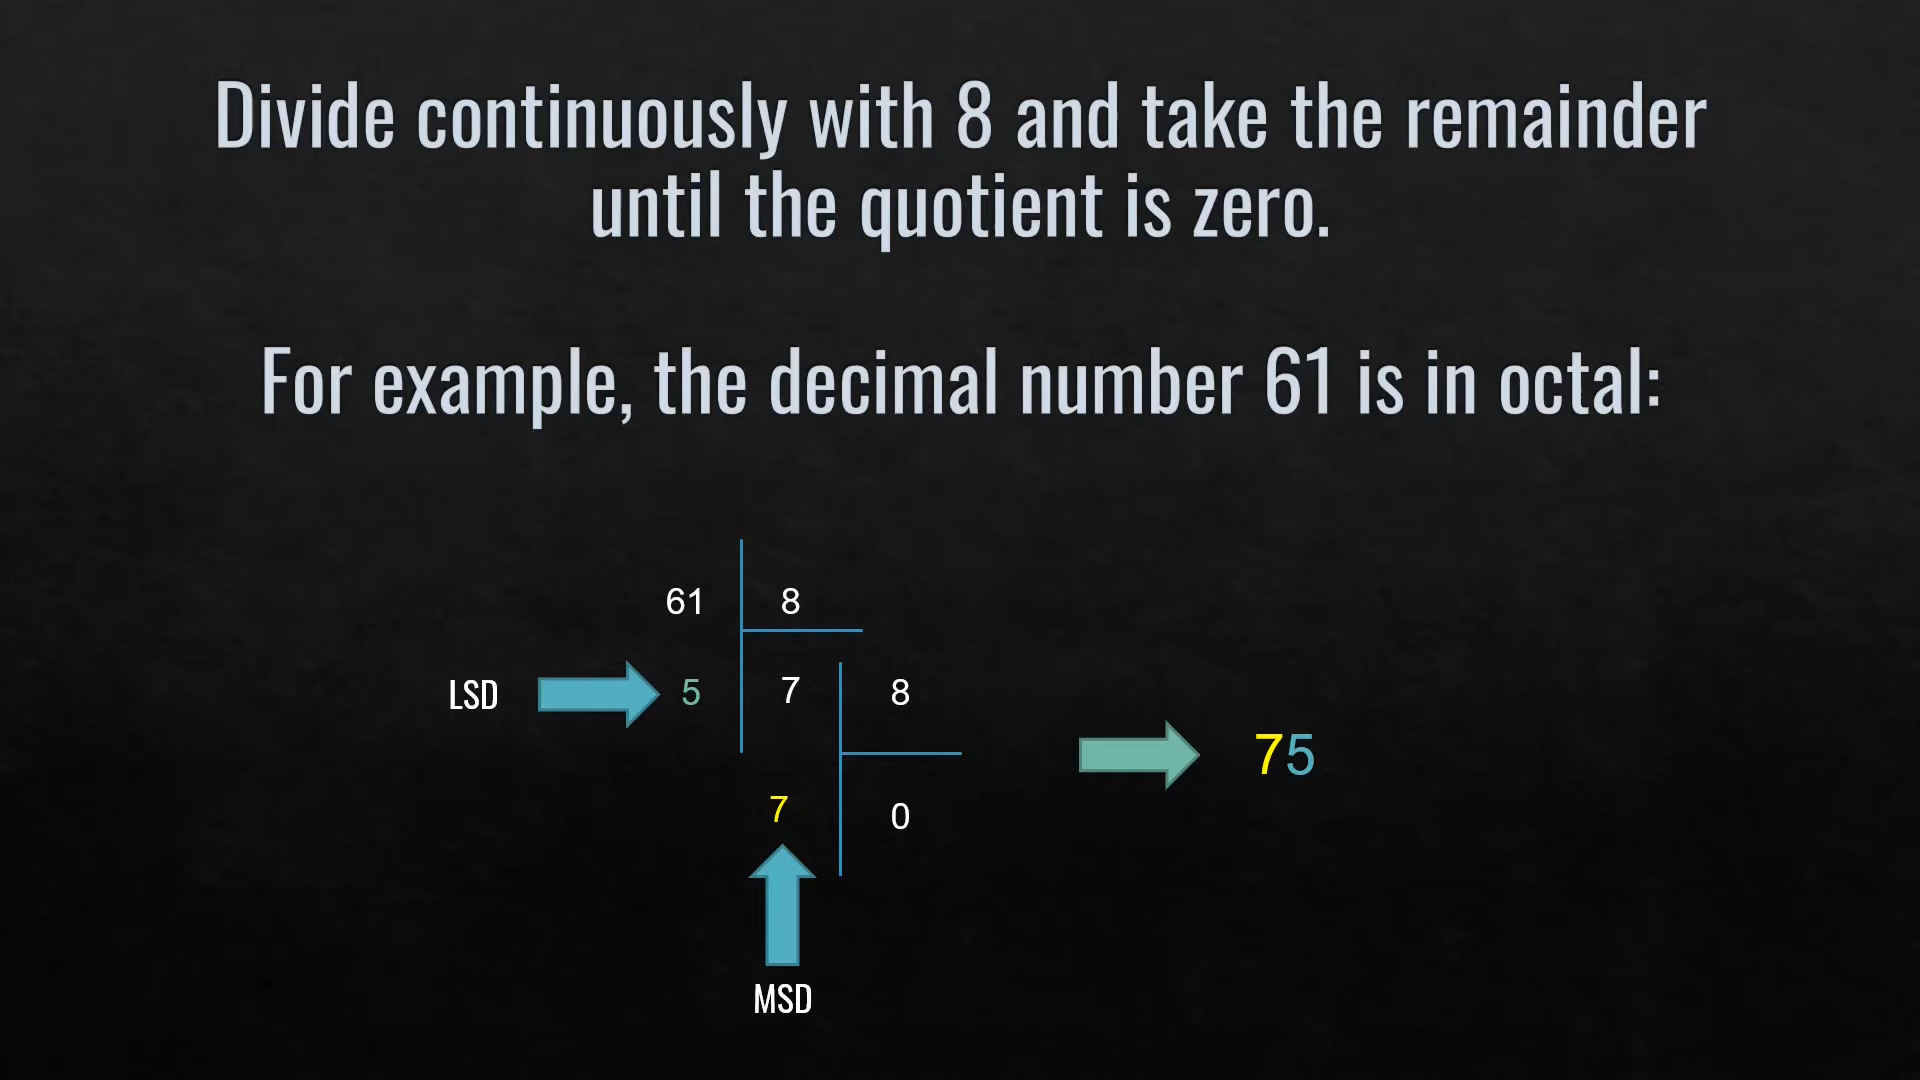 Divide continuously with 8 and take the remainder
until the quotient is zero.
For example, the decimal number 61 is in octal:
61 8
LSD 5 7 8
75
7 0
MSD